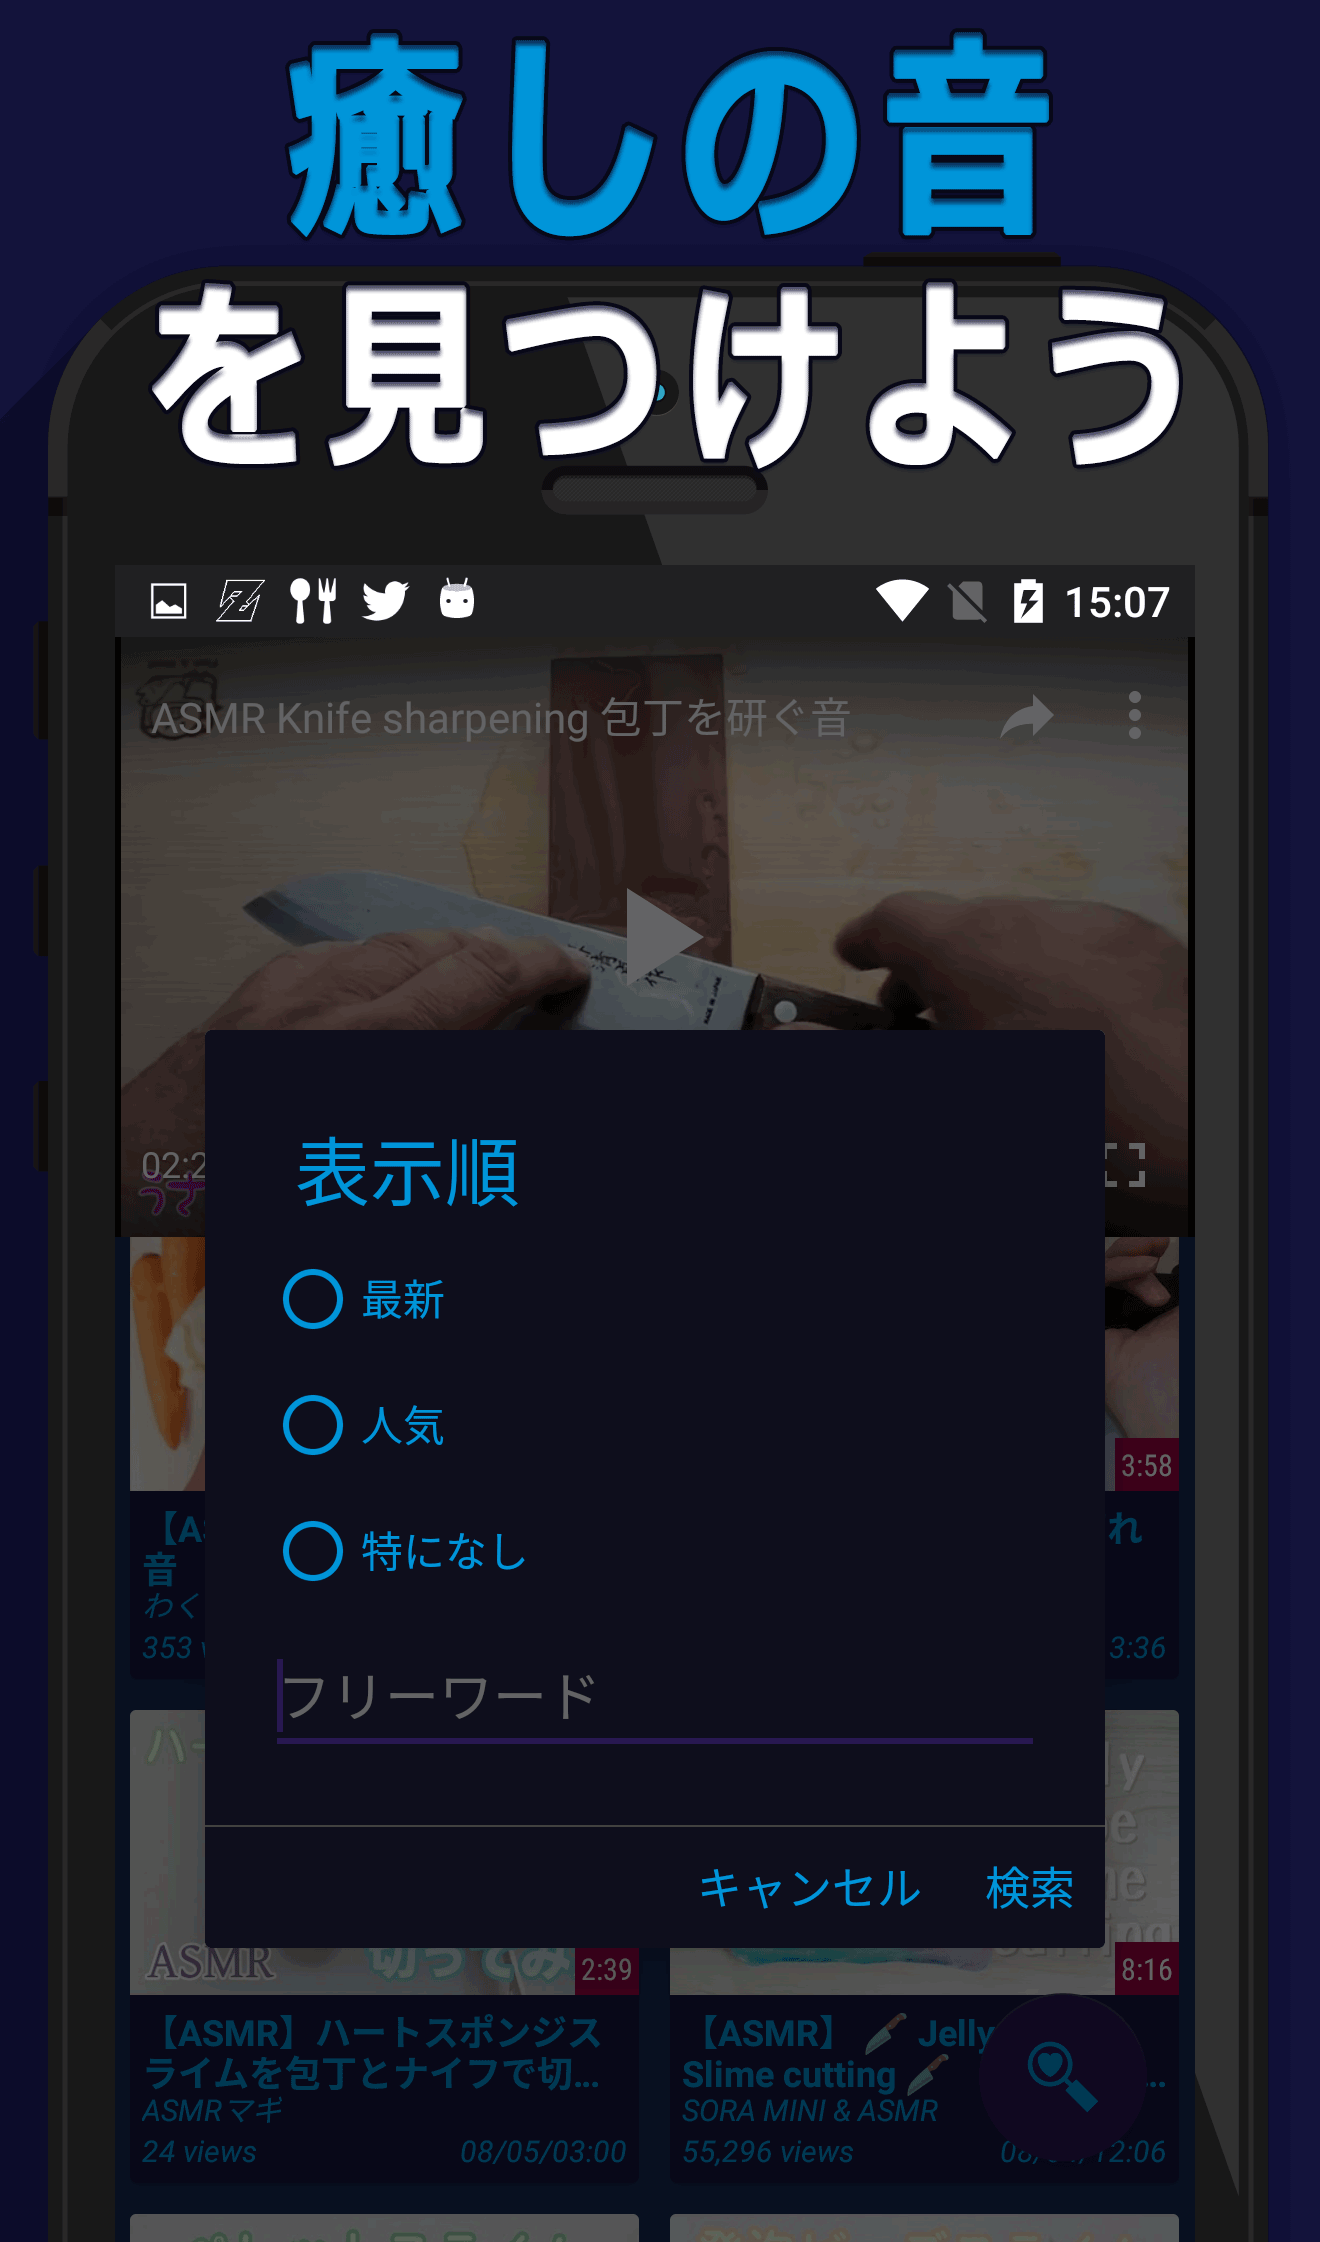 癒しの音
を見つけよう
15:07
ASMR Knife sharpening 包丁を研ぐ音
02:2
表示順
最新
人気
特になし
フリーワード
キャンセル
検索
3:58
【AS
音
わく
353
れ
3:36
ASMR
切ってみ
2:39
8:16
【ASMR】ハートスポンジス
ライムを包丁とナイフで切...
ASMRマギ
24 views
08/05/03:00
【ASMR】 🔪 Jelly
Slime cutting 🔪 ...
SORA MINI & ASMR
55,296 views
12:06